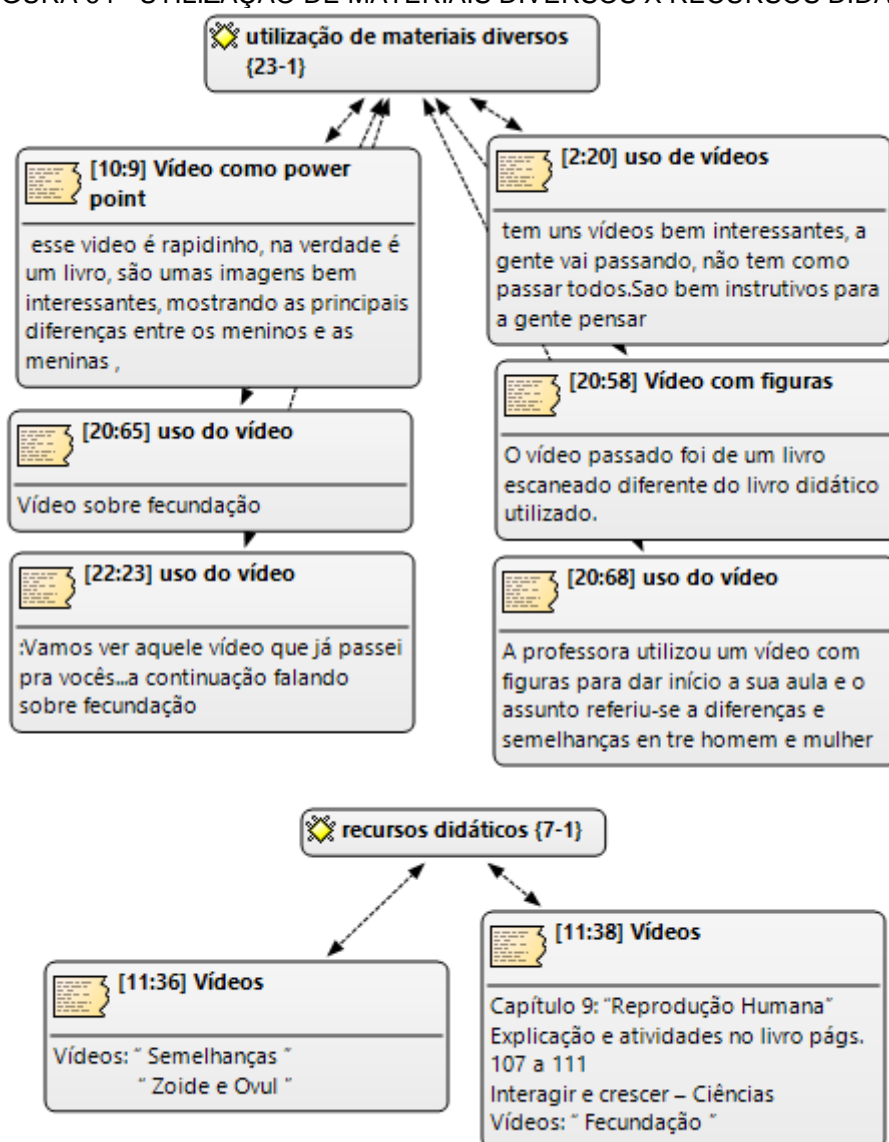 GURA 04 - UTILIZAÇÃO DE MATERIAIS DIVERSOS X RECURSOS DIDÁ
utilização de materiais diversos
{23-1}
[10:9] Vídeo como power
point
esse video é rapidinho, na verdade é
um livro, são umas imagens bem
interessantes, mostrando as principais
diferenças entre os meninos e as
meninas ,
[2:20] uso de vídeos
tem uns vídeos bem interessantes, a
gente vai passando, não tem como
passar todos.Sao bem instrutivos para
a gente pensar
[20:65] uso do vídeo
Vídeo sobre fecundação
[20:58] Vídeo com figuras
O vídeo passado foi de um livro
escaneado diferente do livro didático
utilizado.
[22:23] uso do vídeo
:Vamos ver aquele vídeo que já passei
pra vocês...a continuação falando
sobre fecundação
[20:68] uso do vídeo
A professora utilizou um vídeo com
figuras para dar início a sua aula e o
assunto referiu-se a diferenças e
semelhanças en tre homem e mulher
recursos didáticos {7-1}
[11:36] Vídeos
Vídeos: “ Semelhanças ”
“ Zoide e Ovul ”
[11:38] Vídeos
Capítulo 9: “Reprodução Humana”
Explicação e atividades no livro págs.
107 a 111
Interagir e crescer – Ciências
Vídeos: “ Fecundação ”